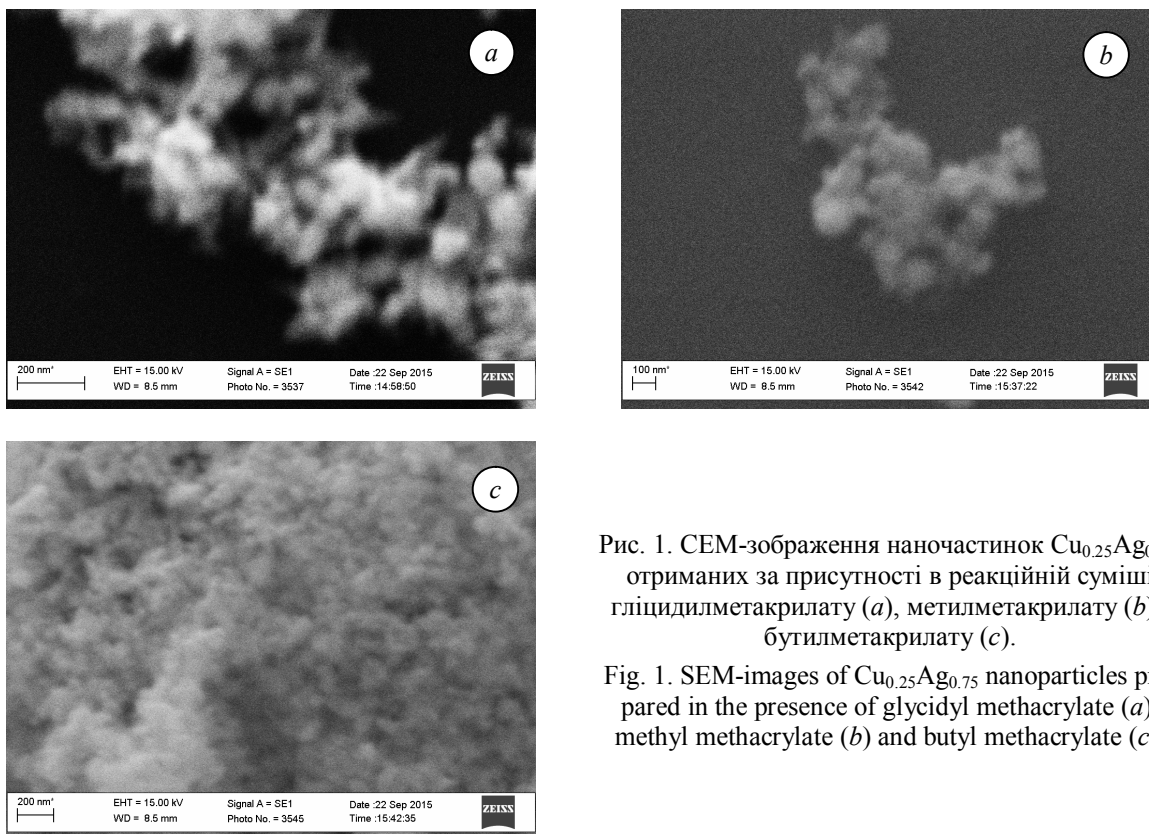 a
200 nm*
EHT = 15.00 kV Signal A = SE1 Date :22 Sep 2015
WD = 8.5 mm Photo No. = 3537 Time :14:58:50
ZEISS
b
100 nm*
EHT = 15.00 kV Signal A = SE1 Date :22 Sep 2015
WD = 8.5 mm Photo No. = 3542 Time :15:37:22
ZEISS
c
200 nm*
EHT = 15.00 kV Signal A = SE1 Date :22 Sep 2015
WD = 8.5 mm Photo No. = 3545 Time :15:42:35
ZEISS
Рис. 1. СЕМ-зображення наночастинок Cu0.25Ag0
отриманих за присутності в реакційній суміші
гліцидилметакрилату (a), метилметакрилату (b)
бутилметакрилату (c).
Fig. 1. SEM-images of Cu0.25Ag0.75 nanoparticles p
pared in the presence of glycidyl methacrylate (a)
methyl methacrylate (b) and butyl methacrylate (c